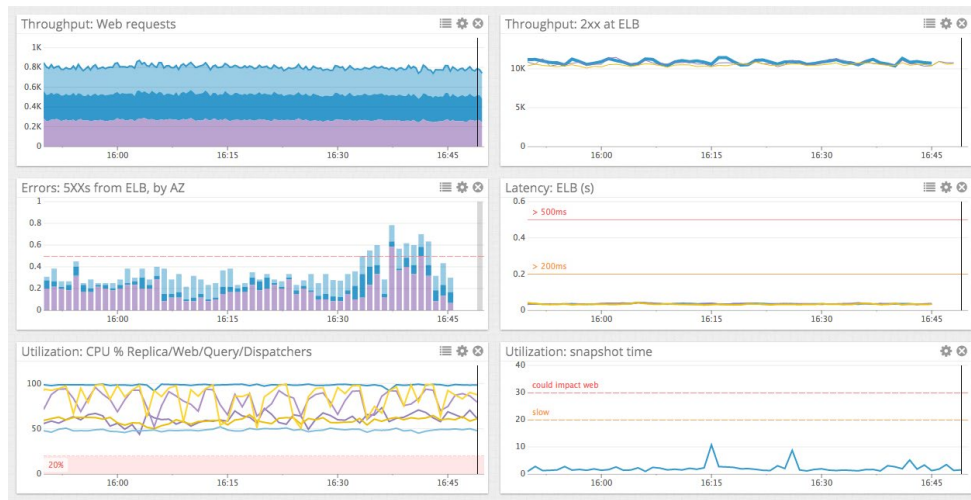 Throughput: Web requests
1K
0.8K
0.6K
0.4K
0.2K
0
16:00 16:15 16:30 16:45
Throughput: 2xx at ELB
10K
5K
0
16:00 16:15 16:30 16:45
Errors: 5XXs from ELB, by AZ
1
0.8
0.6
0.4
0.2
0
16:00 16:15 16:30 16:45
Latency: ELB (s)
0.6
> 500ms
0.4
> 200ms
0.2
0
16:00 16:15 16:30 16:45
Utilization: CPU % Replica/Web/Query/Dispatchers
100
50
20%
0
16:00 16:15 16:30 16:45
Utilization: snapshot time
40
could impact web
30
slow
20
10
0
16:00 16:15 16:30 16:45